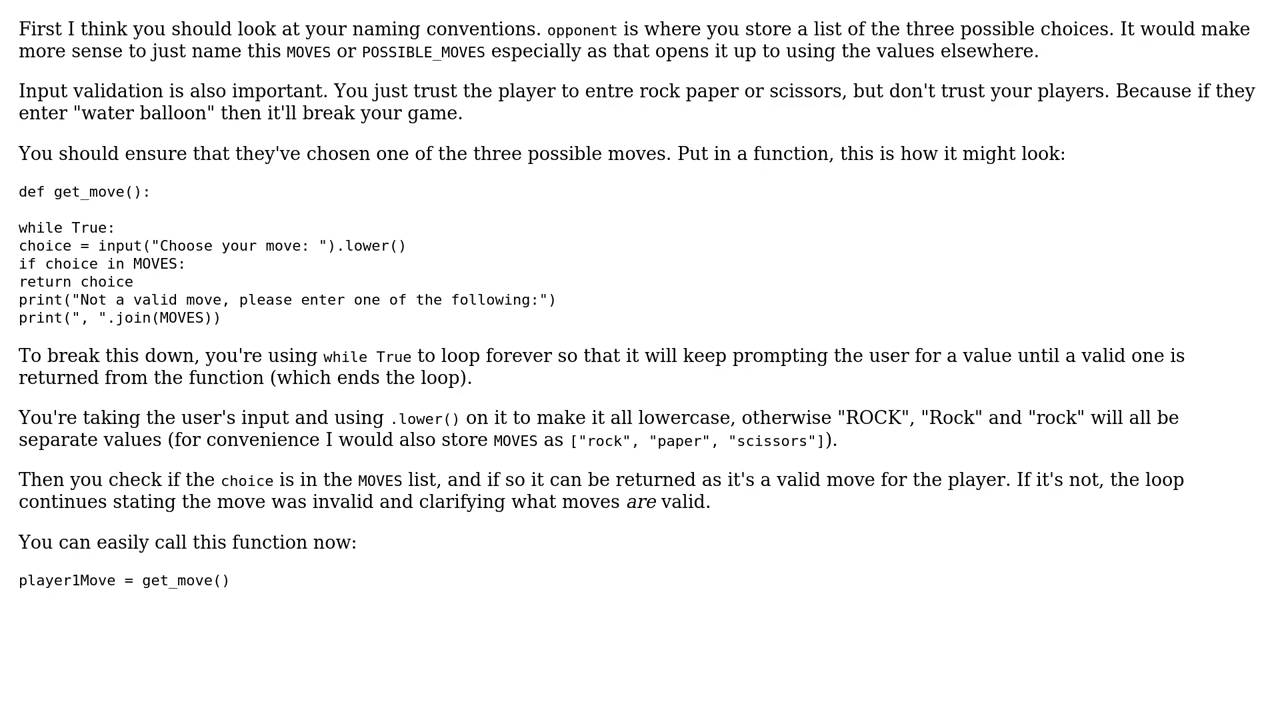 First I think you should look at your naming conventions. opponent is where you store a list of the three possible choices. It would make
more sense to just name this MOVES or POSSIBLE_MOVES especially as that opens it up to using the values elsewhere.
Input validation is also important. You just trust the player to entre rock paper or scissors, but don't trust your players. Because if they
enter "water balloon" then it'll break your game.
You should ensure that they've chosen one of the three possible moves. Put in a function, this is how it might look:
def get_move():
while True:
choice = input("Choose your move: ").lower()
if choice in MOVES:
return choice
print("Not a valid move, please enter one of the following:")
print(", ".join(MOVES))
To break this down, you're using while True to loop forever so that it will keep prompting the user for a value until a valid one is
returned from the function (which ends the loop).
You're taking the user's input and using .lower() on it to make it all lowercase, otherwise "ROCK", "Rock" and "rock" will all be
separate values (for convenience I would also store MOVES as ["rock", "paper", "scissors"]).
Then you check if the choice is in the MOVES list, and if so it can be returned as it's a valid move for the player. If it's not, the loop
continues stating the move was invalid and clarifying what moves are valid.
You can easily call this function now:
player1Move = get_move()